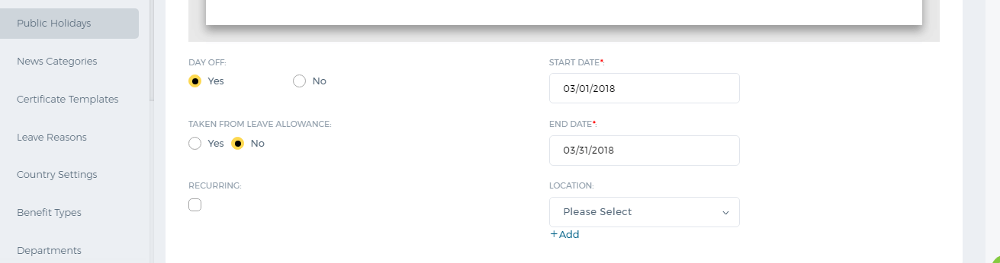 Public Holidays
News Categories
Certificate Templates
Leave Reasons
Country Settings
Benefit Types
Departments
DAY OFF:
Yes No
TAKEN FROM LEAVE ALLOWANCE:
Yes No
RECURRING:
START DATE*:
03/01/2018
END DATE*:
03/31/2018
LOCATION:
Please Select
+Add